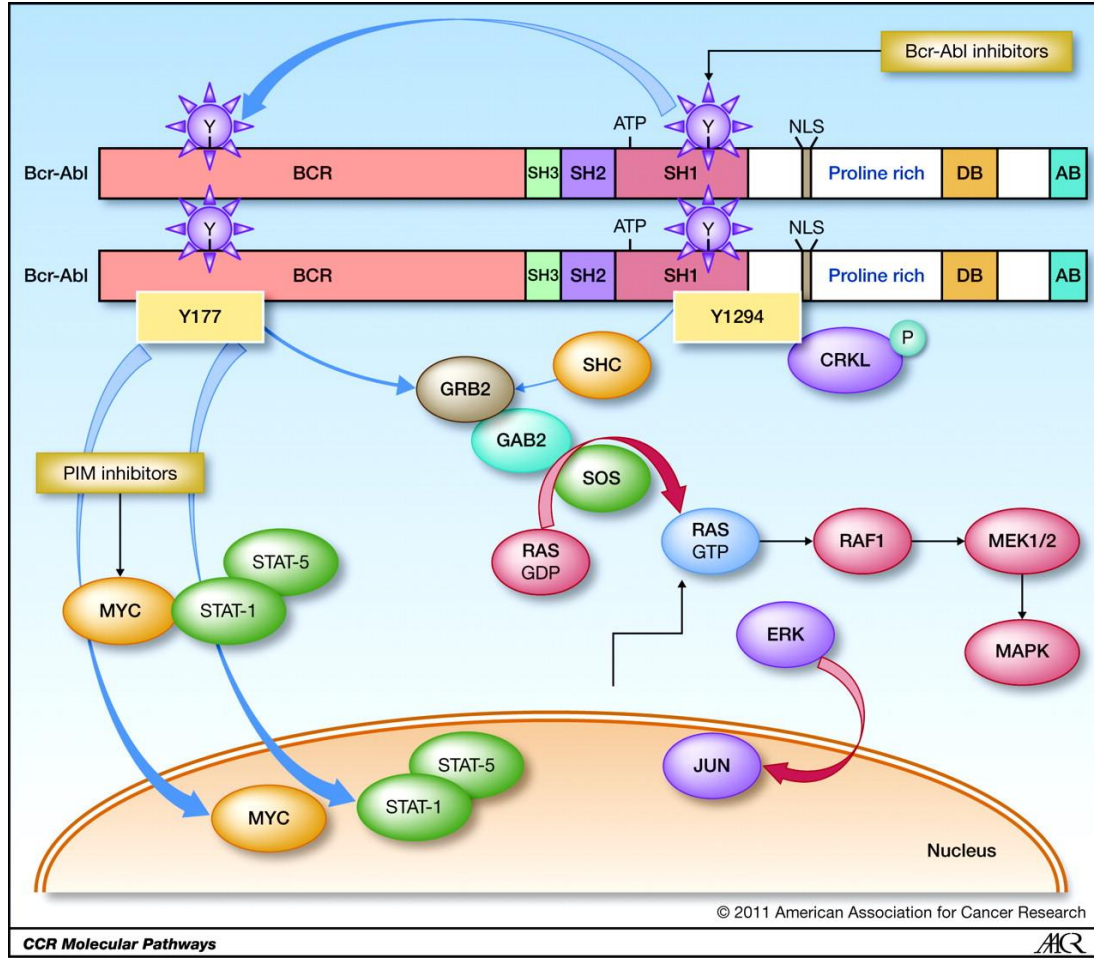 Bcr-Abl inhibitors
Y
Y
ATP
NLS
Bcr-Abl
BCR
SH3
SH2
SH1
Proline rich
DB
AB
Y
Y
ATP
NLS
Bcr-Abl
BCR
SH3
SH2
SH1
Proline rich
DB
AB
Y177
Y1294
P
CRKL
SHC
GRB2
GAB2
SOS
PIM inhibitors
RAS
GDP
RAS
GTP
RAF1
MEK1/2
STAT-5
MYC
STAT-1
ERK
MAPK
JUN
STAT-5
STAT-1
MYC
Nucleus
© 2011 American Association for Cancer Research
CCR Molecular Pathways
AACR